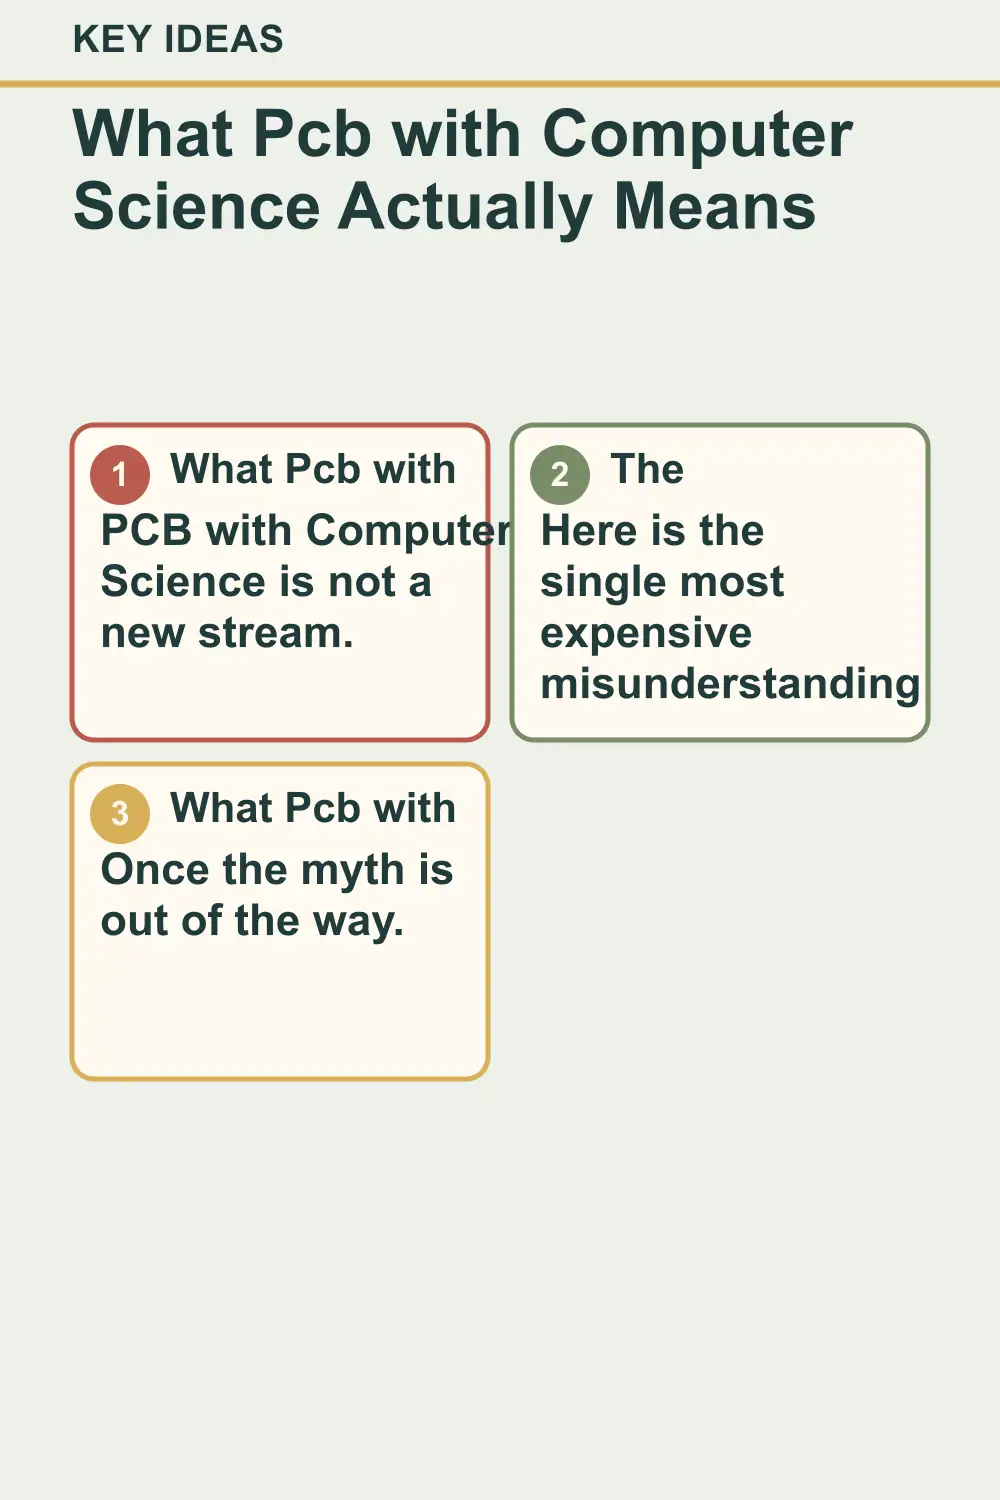 KEY IDEAS
What Pcb with Computer
Science Actually Means
1 What Pcb with
PCB with Computer
Science is not a
new stream.
2 The
Here is the
single most
expensive
misunderstanding
3 What Pcb with
Once the myth is
out of the way.